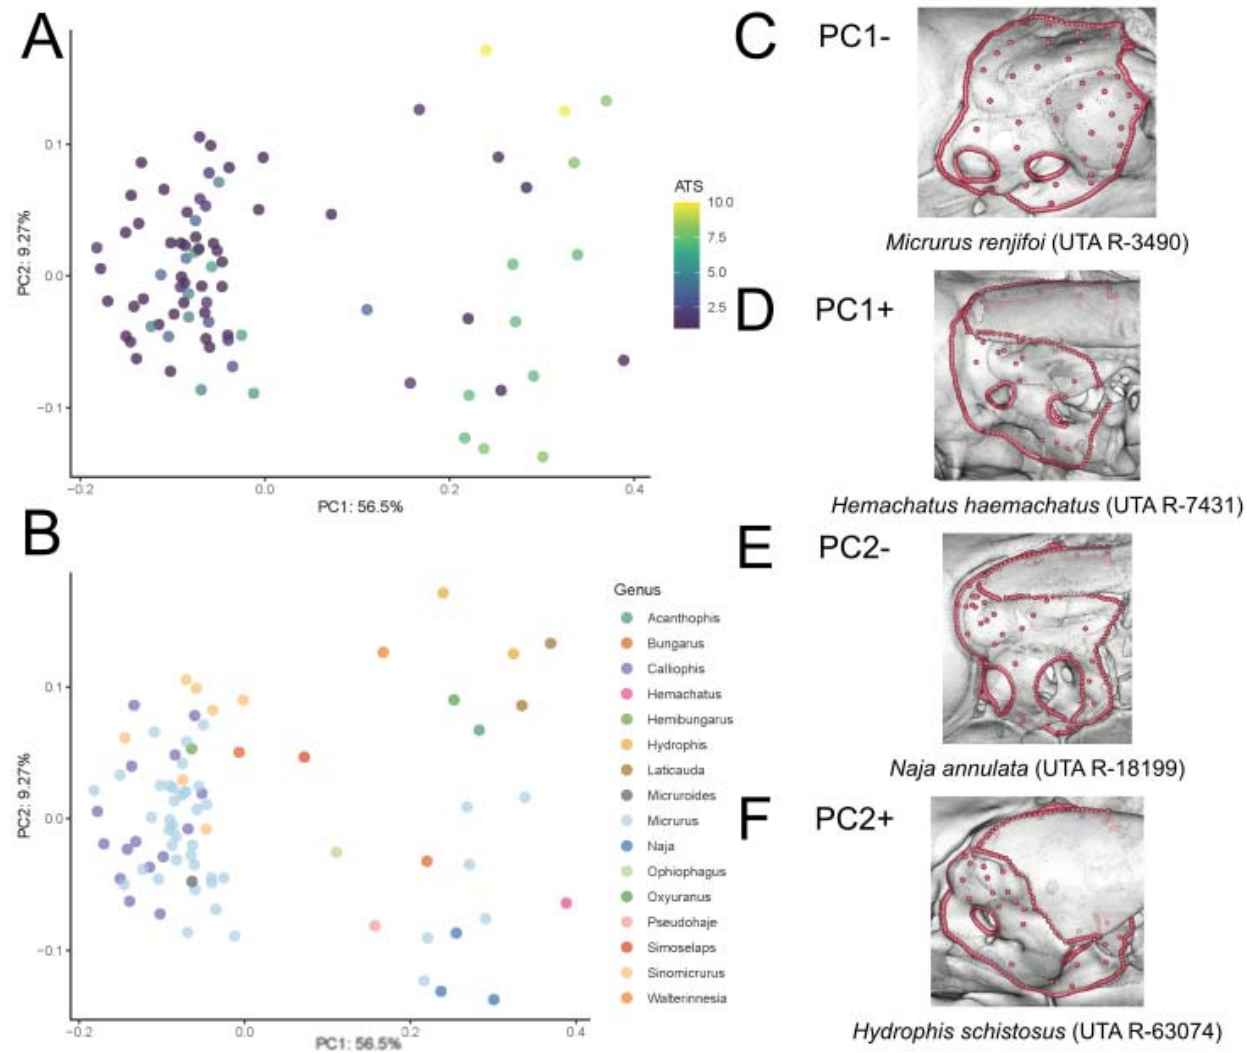 A
PC2: 9.27%
0.1
0.0
−0.1
−0.2
0.0
0.2
0.4
PC1: 56.5%
ATS
10.0
7.5
5.0
2.5
B
PC2: 9.27%
0.1
0.0
−0.1
−0.2
0.0
0.2
0.4
PC1: 56.5%
Genus
Acanthophis
Bungarus
Calliophis
Hemachatus
Hemibungarus
Hydrophis
Laticauda
Micruroides
Micrurus
Naja
Ophiophagus
Oxyuranus
Pseudohaje
Simoselaps
Sinomicrurus
Walterinnesia
C PC1-
Micrurus renjifoi (UTA R-3490)
D PC1+
Hemachatus haemachatus (UTA R-7431)
E PC2-
Naja annulata (UTA R-18199)
F PC2+
Hydrophis schistosus (UTA R-63074)